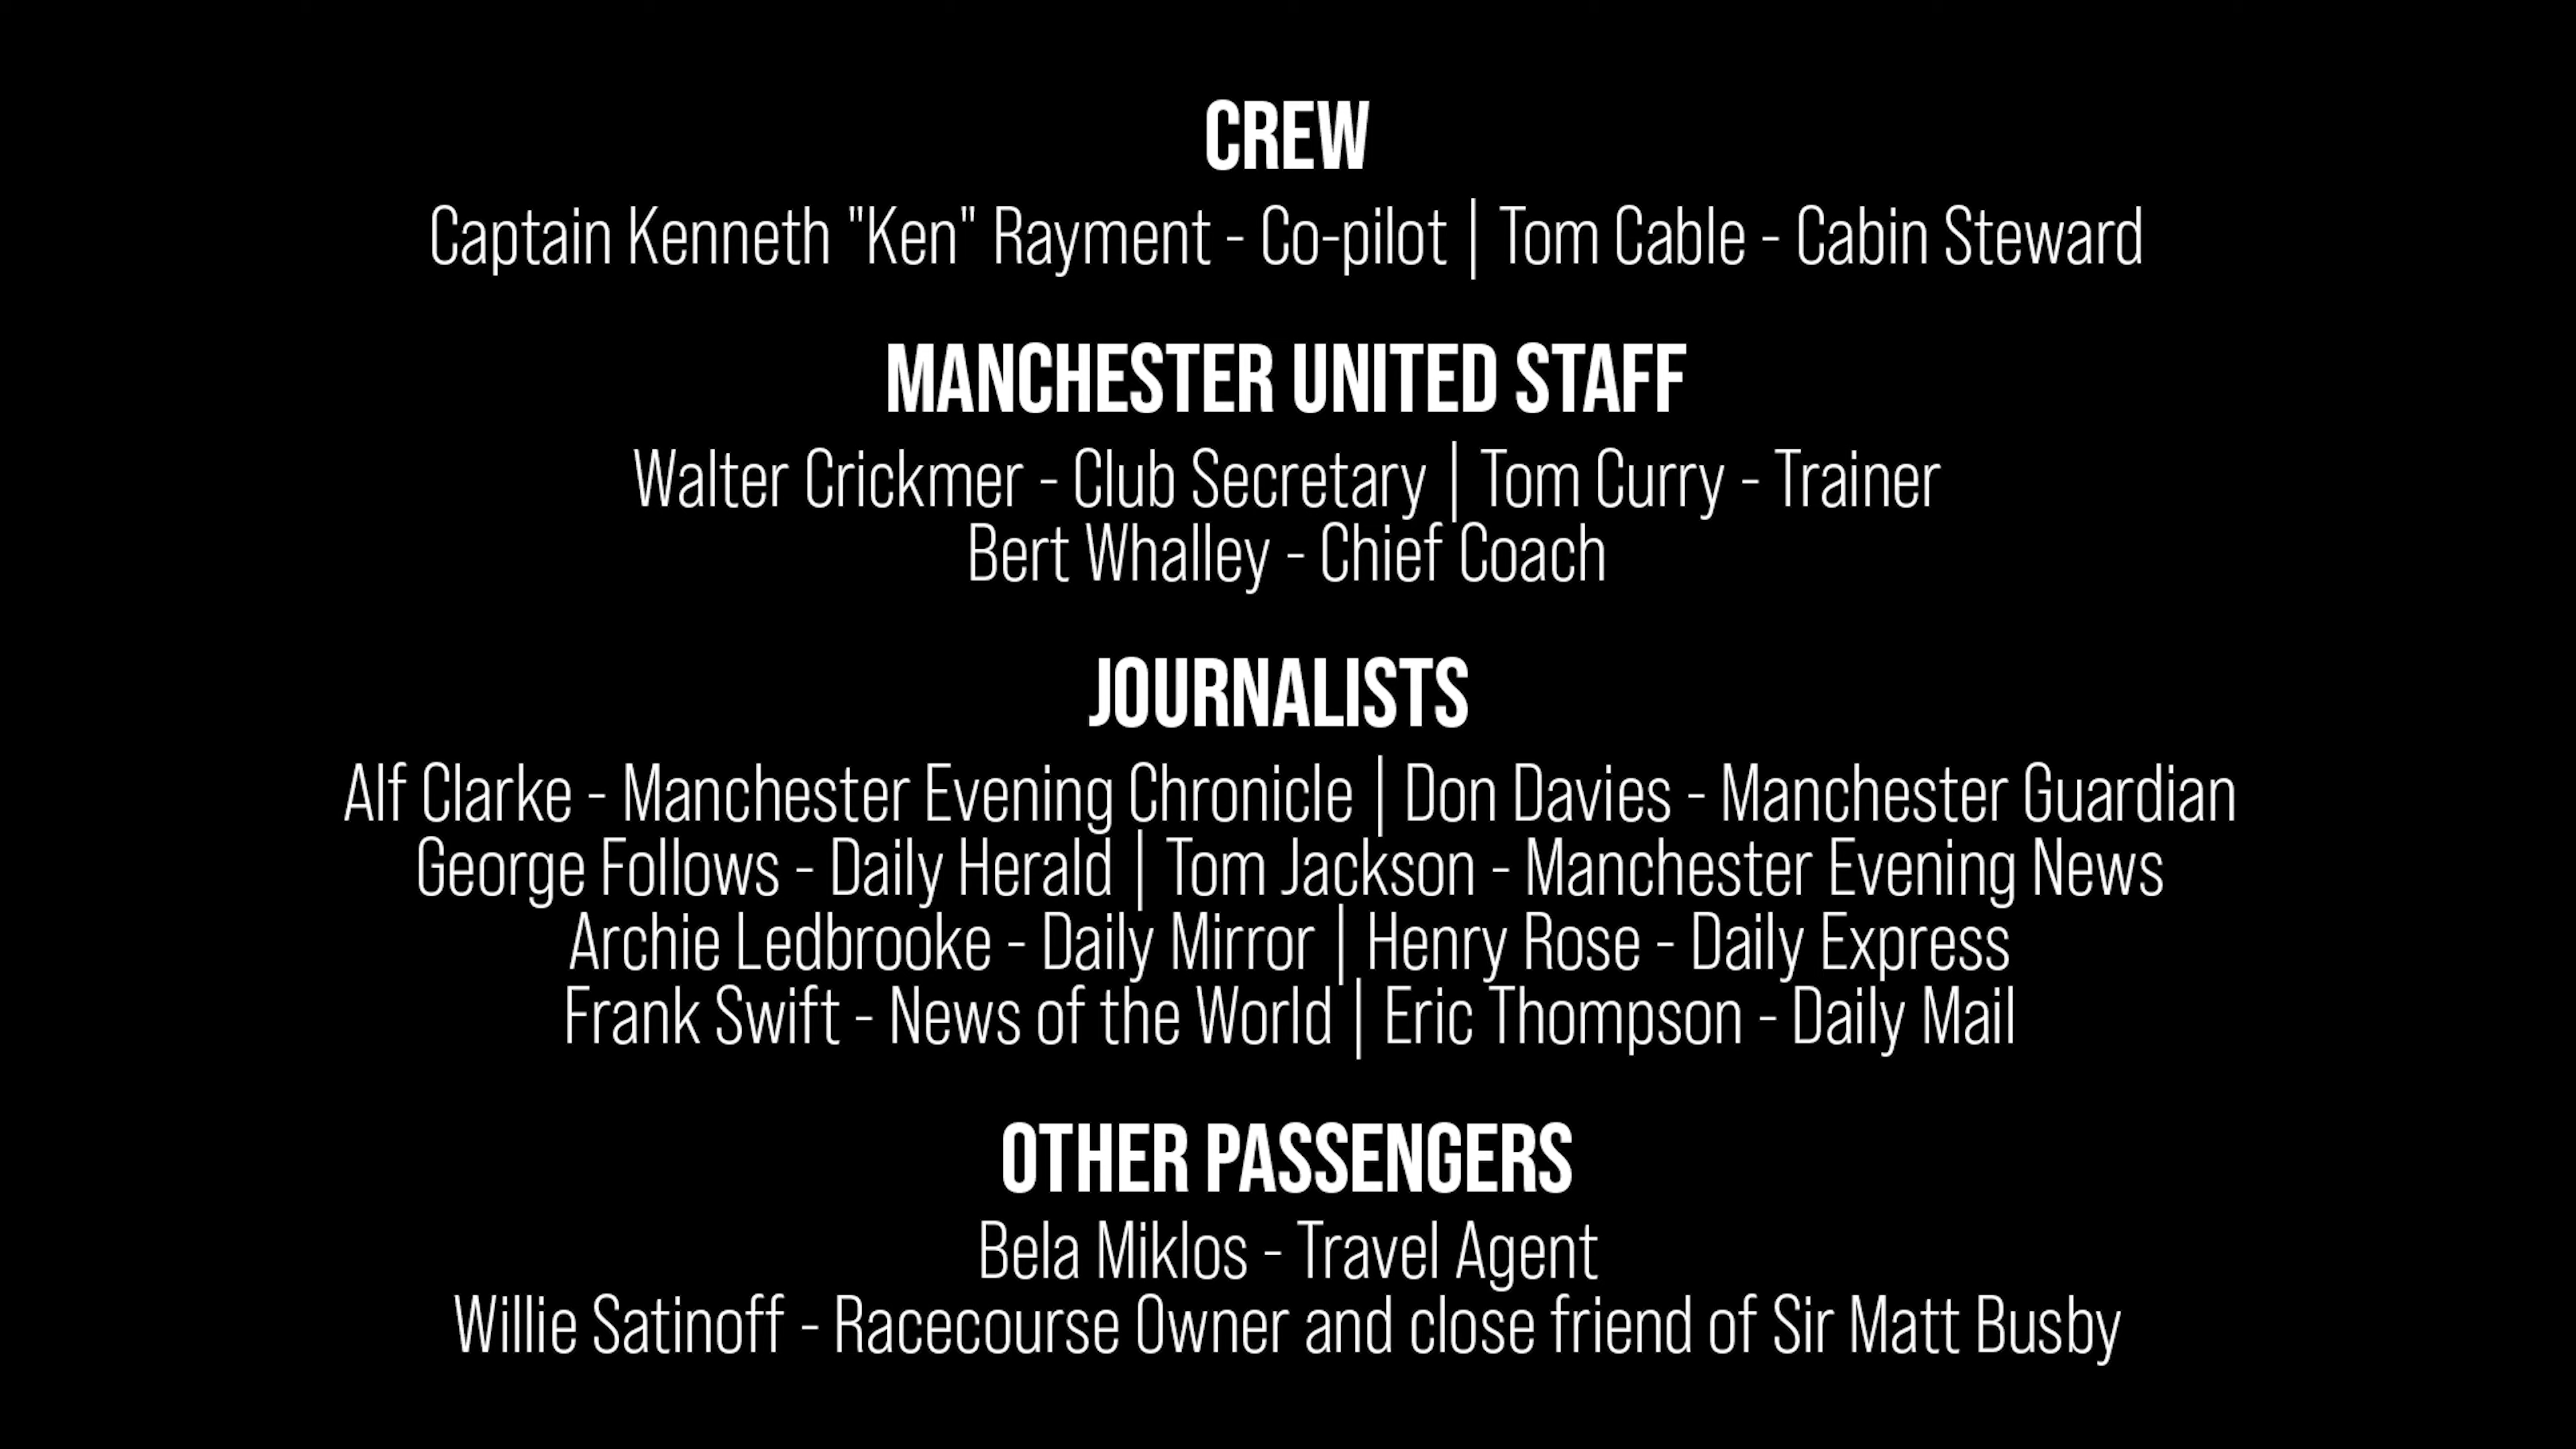 CREW
Captain Kenneth "Ken" Rayment - Co-pilot | Tom Cable - Cabin Steward
MANCHESTER UNITED STAFF
Walter Crickmer - Club Secretary | Tom Curry - Trainer
Bert Whalley - Chief Coach
JOURNALISTS
Alf Clarke - Manchester Evening Chronicle | Don Davies - Manchester Guardian
George Follows - Daily Herald | Tom Jackson - Manchester Evening News
Archie Ledbrooke - Daily Mirror | Henry Rose - Daily Express
Frank Swift - News of the World | Eric Thompson - Daily Mail
OTHER PASSENGERS
Bela Miklos - Travel Agent
Willie Satinoff - Racecourse Owner and close friend of Sir Matt Busby